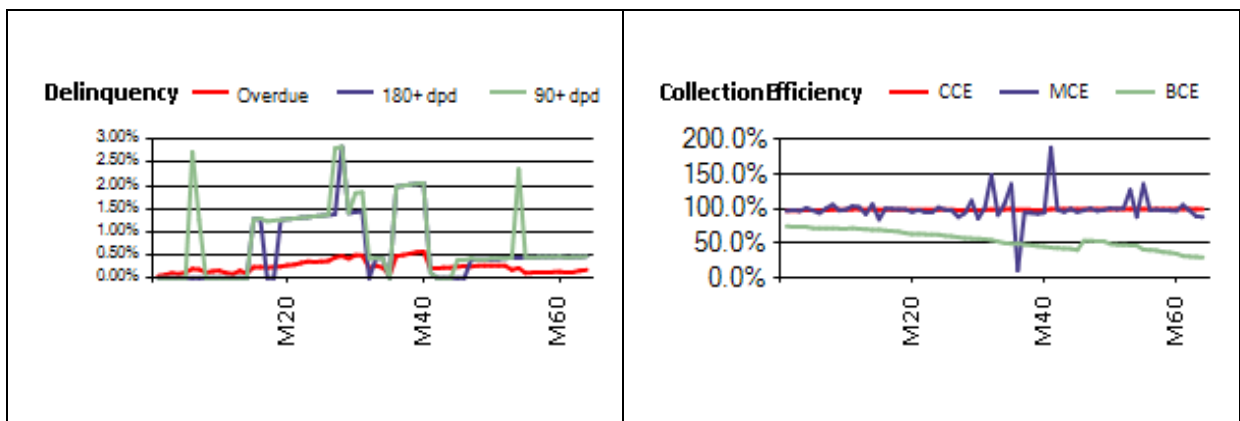 Delinquency Overdue 180+ dpd 90+ dpd
3.00%
2.50%
2.00%
1.50%
1.00%
0.50%
0.00%
M20
M40
M60
Collection Efficiency CCE MCE BCE
200.0%
150.0%
100.0%
50.0%
0.0%
M20
M40
M60